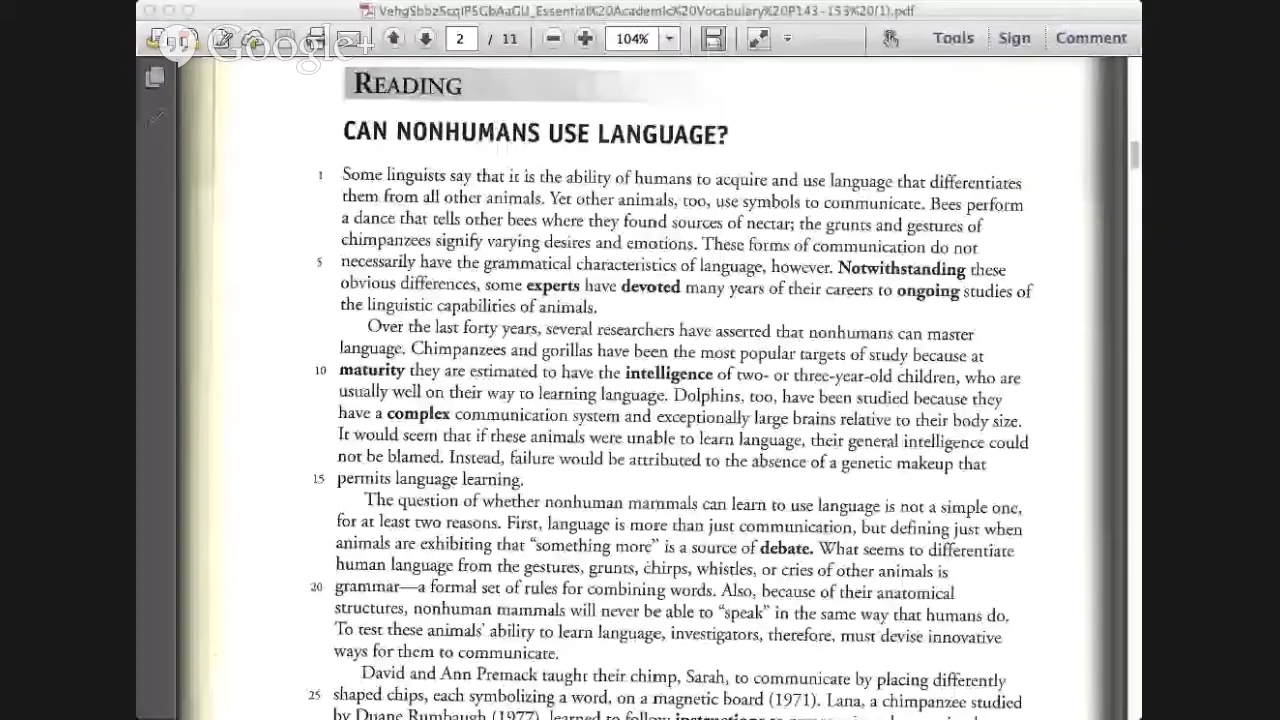 VehgSbbzScqIPSGbAaGU_Essential%20Academic%20Vocabulary%20P143-153%20(1).pdf
Google+
2 / 11
104%
Tools
Sign
Comment
READING
CAN NONHUMANS USE LANGUAGE?
1 Some linguists say that it is the ability of humans to acquire and use language that differentiates
them from all other animals. Yet other animals, too, use symbols to communicate. Bees perform
a dance that tells other bees where they found sources of nectar; the grunts and gestures of
chimpanzees signify varying desires and emotions. These forms of communication do not
5 necessarily have the grammatical characteristics of language, however. Notwithstanding these
obvious differences, some experts have devoted many years of their careers to ongoing studies of
the linguistic capabilities of animals.
Over the last forty years, several researchers have asserted that nonhumans can master
language. Chimpanzees and gorillas have been the most popular targets of study because at
10 maturity they are estimated to have the intelligence of two- or three-year-old children, who are
usually well on their way to learning language. Dolphins, too, have been studied because they
have a complex communication system and exceptionally large brains relative to their body size.
It would seem that if these animals were unable to learn language, their general intelligence could
not be blamed. Instead, failure would be attributed to the absence of a genetic makeup that
15 permits language learning.
The question of whether nonhuman mammals can learn to use language is not a simple one,
for at least two reasons. First, language is more than just communication, but defining just when
animals are exhibiting that “something more” is a source of debate. What seems to differentiate
human language from the gestures, grunts, chirps, whistles, or cries of other animals is
20 grammar—a formal set of rules for combining words. Also, because of their anatomical
structures, nonhuman mammals will never be able to “speak” in the same way that humans do.
To test these animals’ ability to learn language, investigators, therefore, must devise innovative
ways for them to communicate.
David and Ann Premack taught their chimp, Sarah, to communicate by placing differently
25 shaped chips, each symbolizing a word, on a magnetic board (1971). Lana, a chimpanzee studied
by Duane Rumbaugh (1977), learned to follow instructions